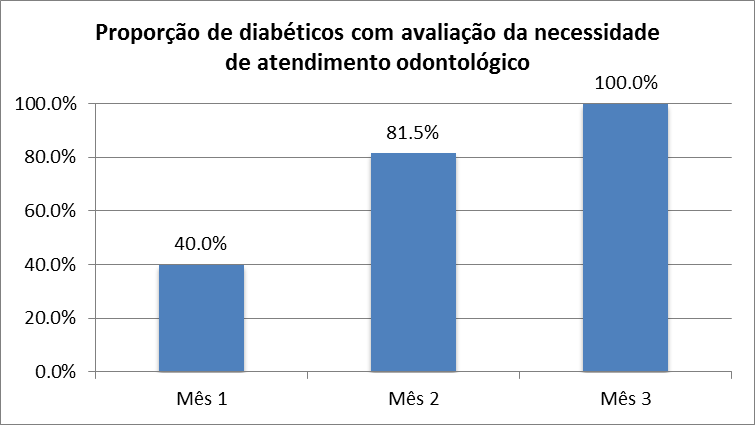 Proporção de diabéticos com avaliação da necessidade
de atendimento odontológico
100.0%
80.0%
60.0%
40.0%
20.0%
0.0%
40.0%
81.5%
100.0%
Mês 1
Mês 2
Mês 3